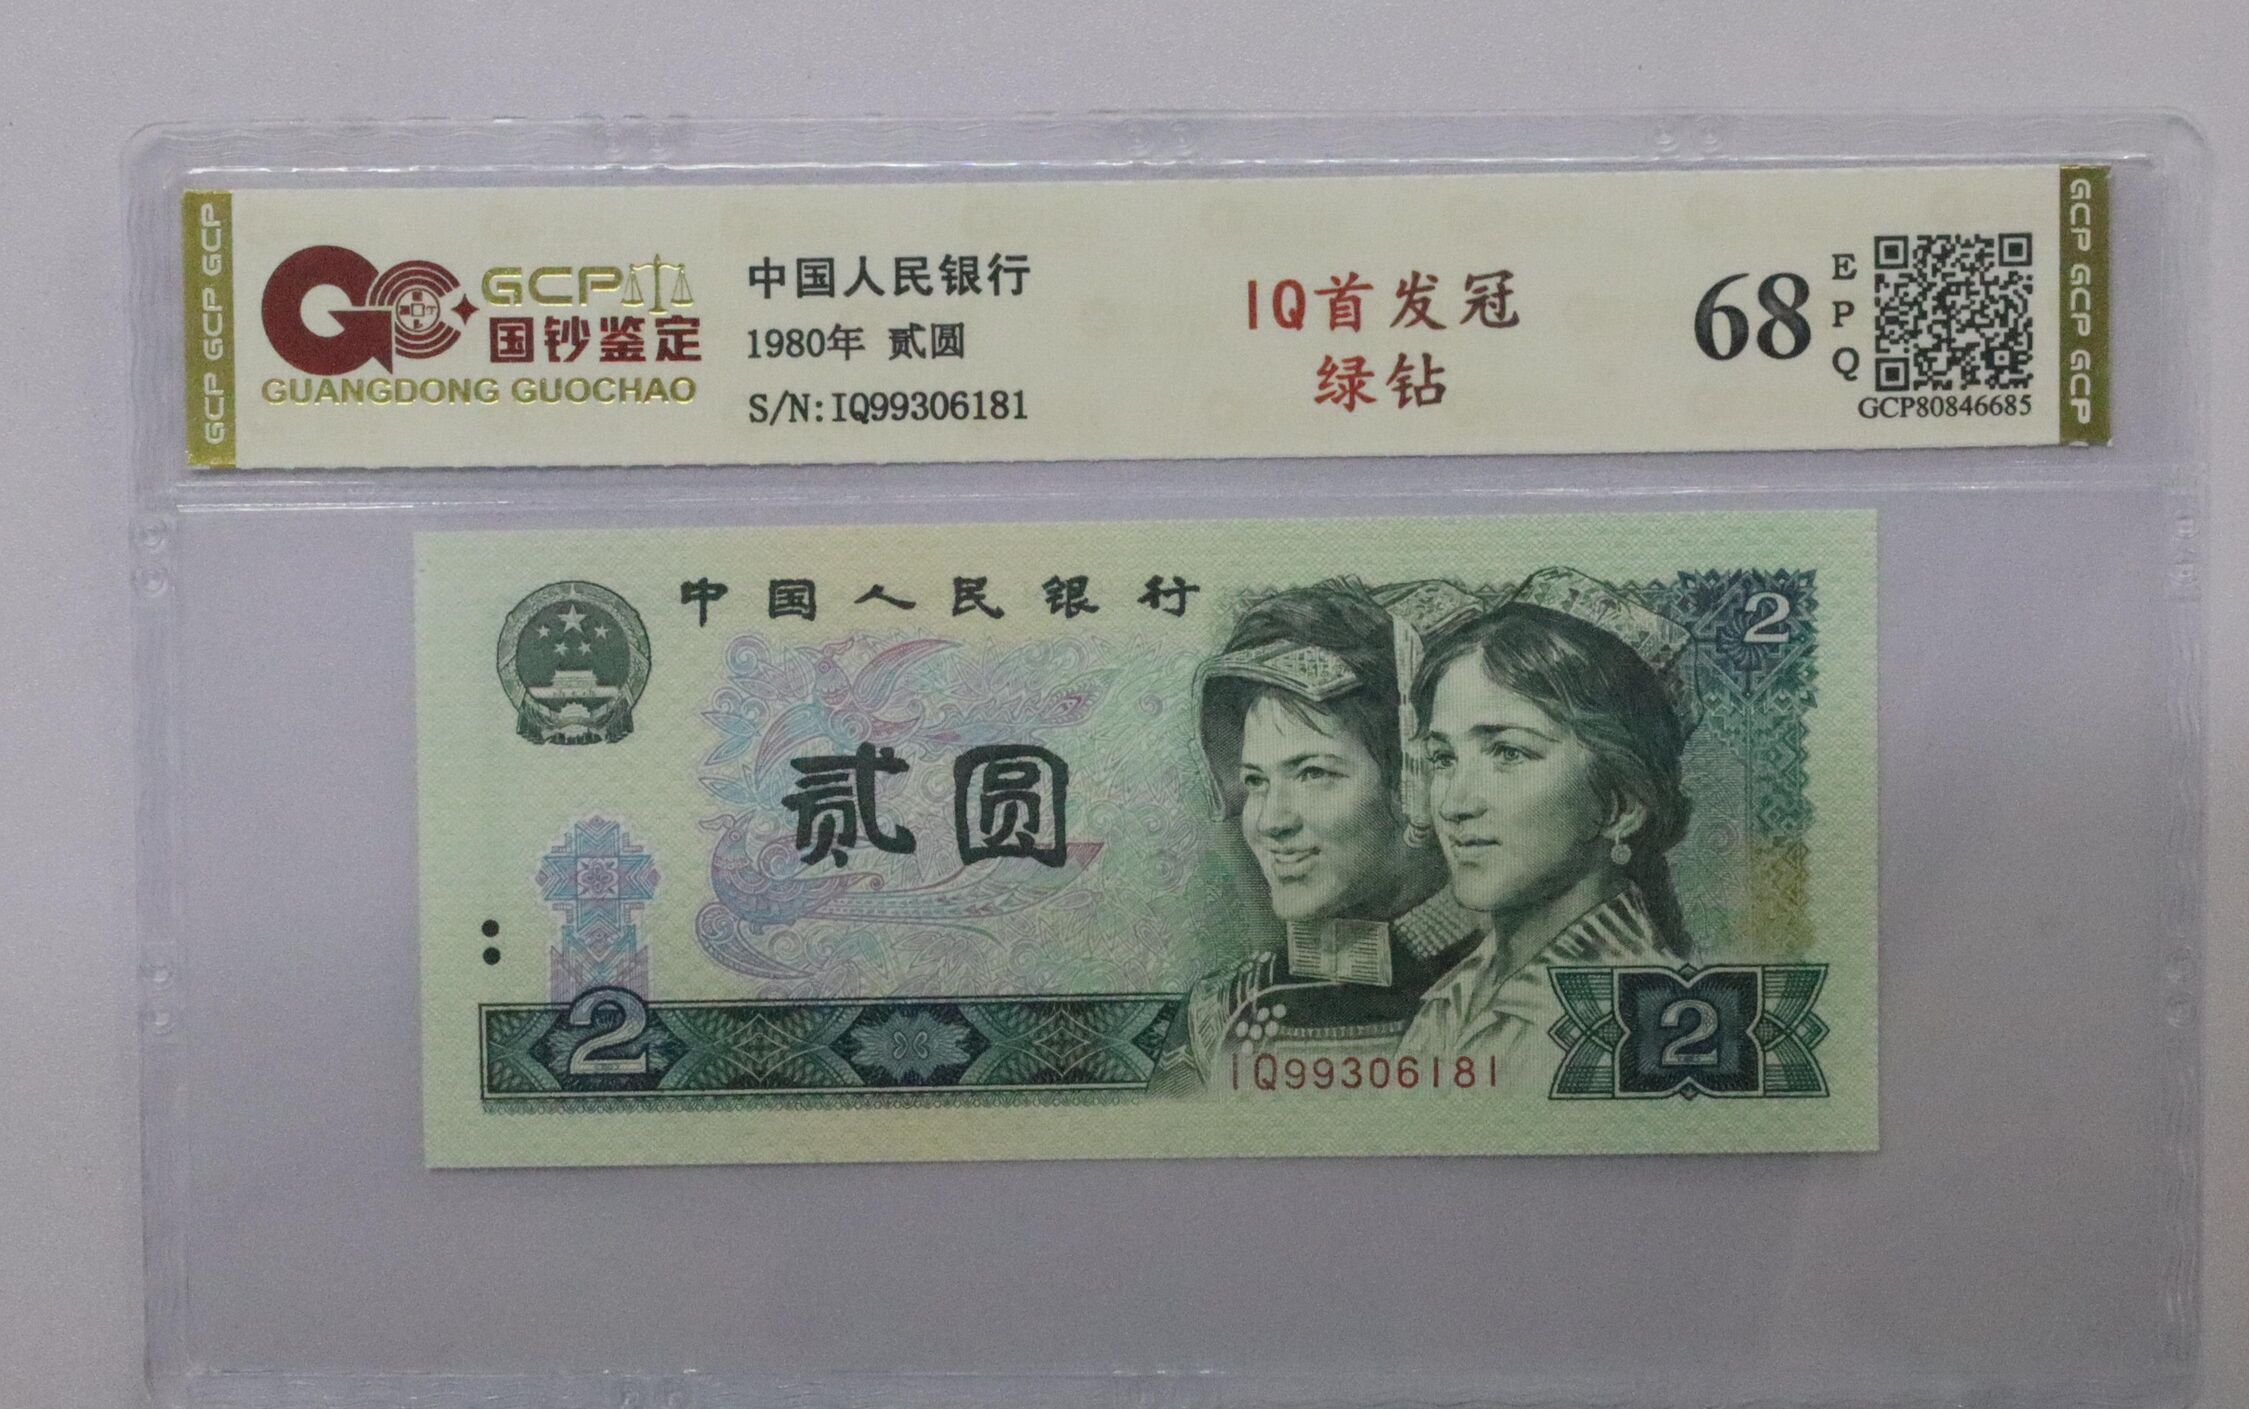 GCP GCP GCP
GCP
国钞鉴定
GUANGDONG GUOCHAO
中国人民银行
1980年 贰圆
S/N:IQ99306181
IQ首发冠
绿钻
68
EPQ
GCP80846685
GCP GCP GCP
中国人民银行
2
贰圆
2
IQ99306181
2